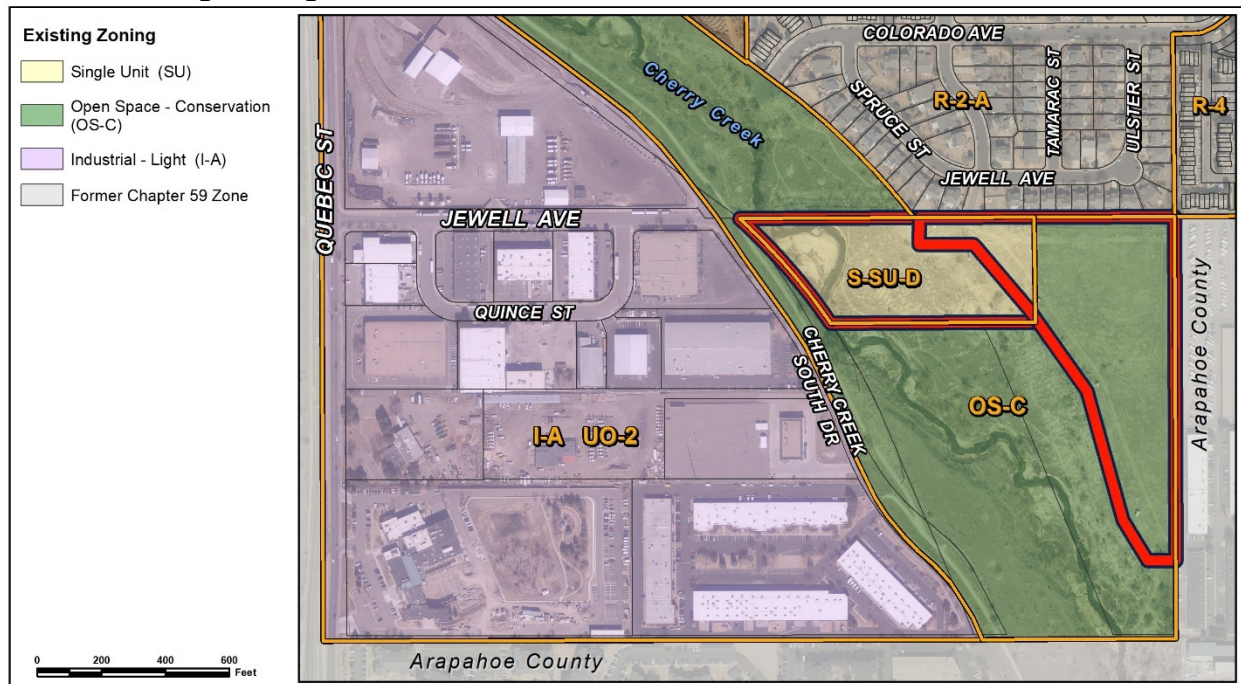 Existing Zoning
Single Unit (SU)
Open Space - Conservation
(OS-C)
Industrial - Light (I-A)
Former Chapter 59 Zone
0 200 400 600
Feet
COLORADO AVE
Cherry Creek
SPRUCE ST
R-2-A
TAMARAC ST
ULSTER ST
R-4
QUEBEC ST
JEWELL AVE
JEWELL AVE
S-SU-D
Arapahoe County
QUINCE ST
CHERRY CREEK
SOUTH DR
OS-C
I-A UO-2
Arapahoe County